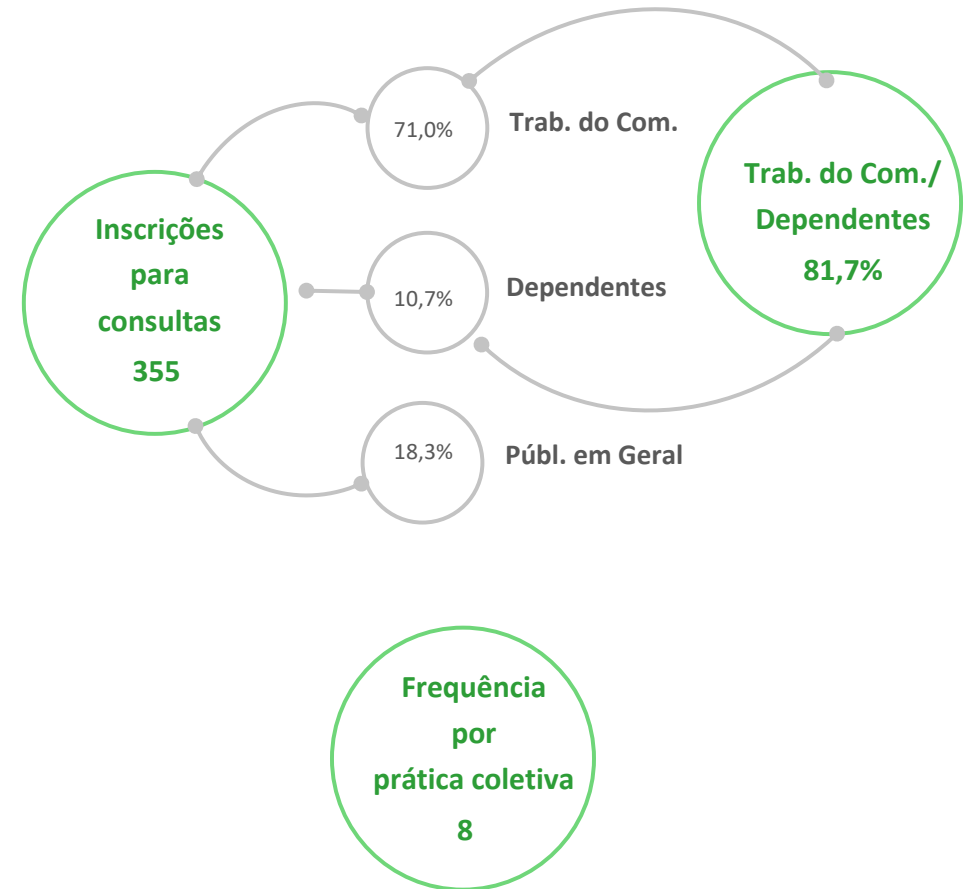 Inscrições
para
consultas
355
71,0%
Trab. do Com.
10,7%
Dependentes
18,3%
Públ. em Geral
Trab. do Com./
Dependentes
81,7%
Frequência
por
prática coletiva
8